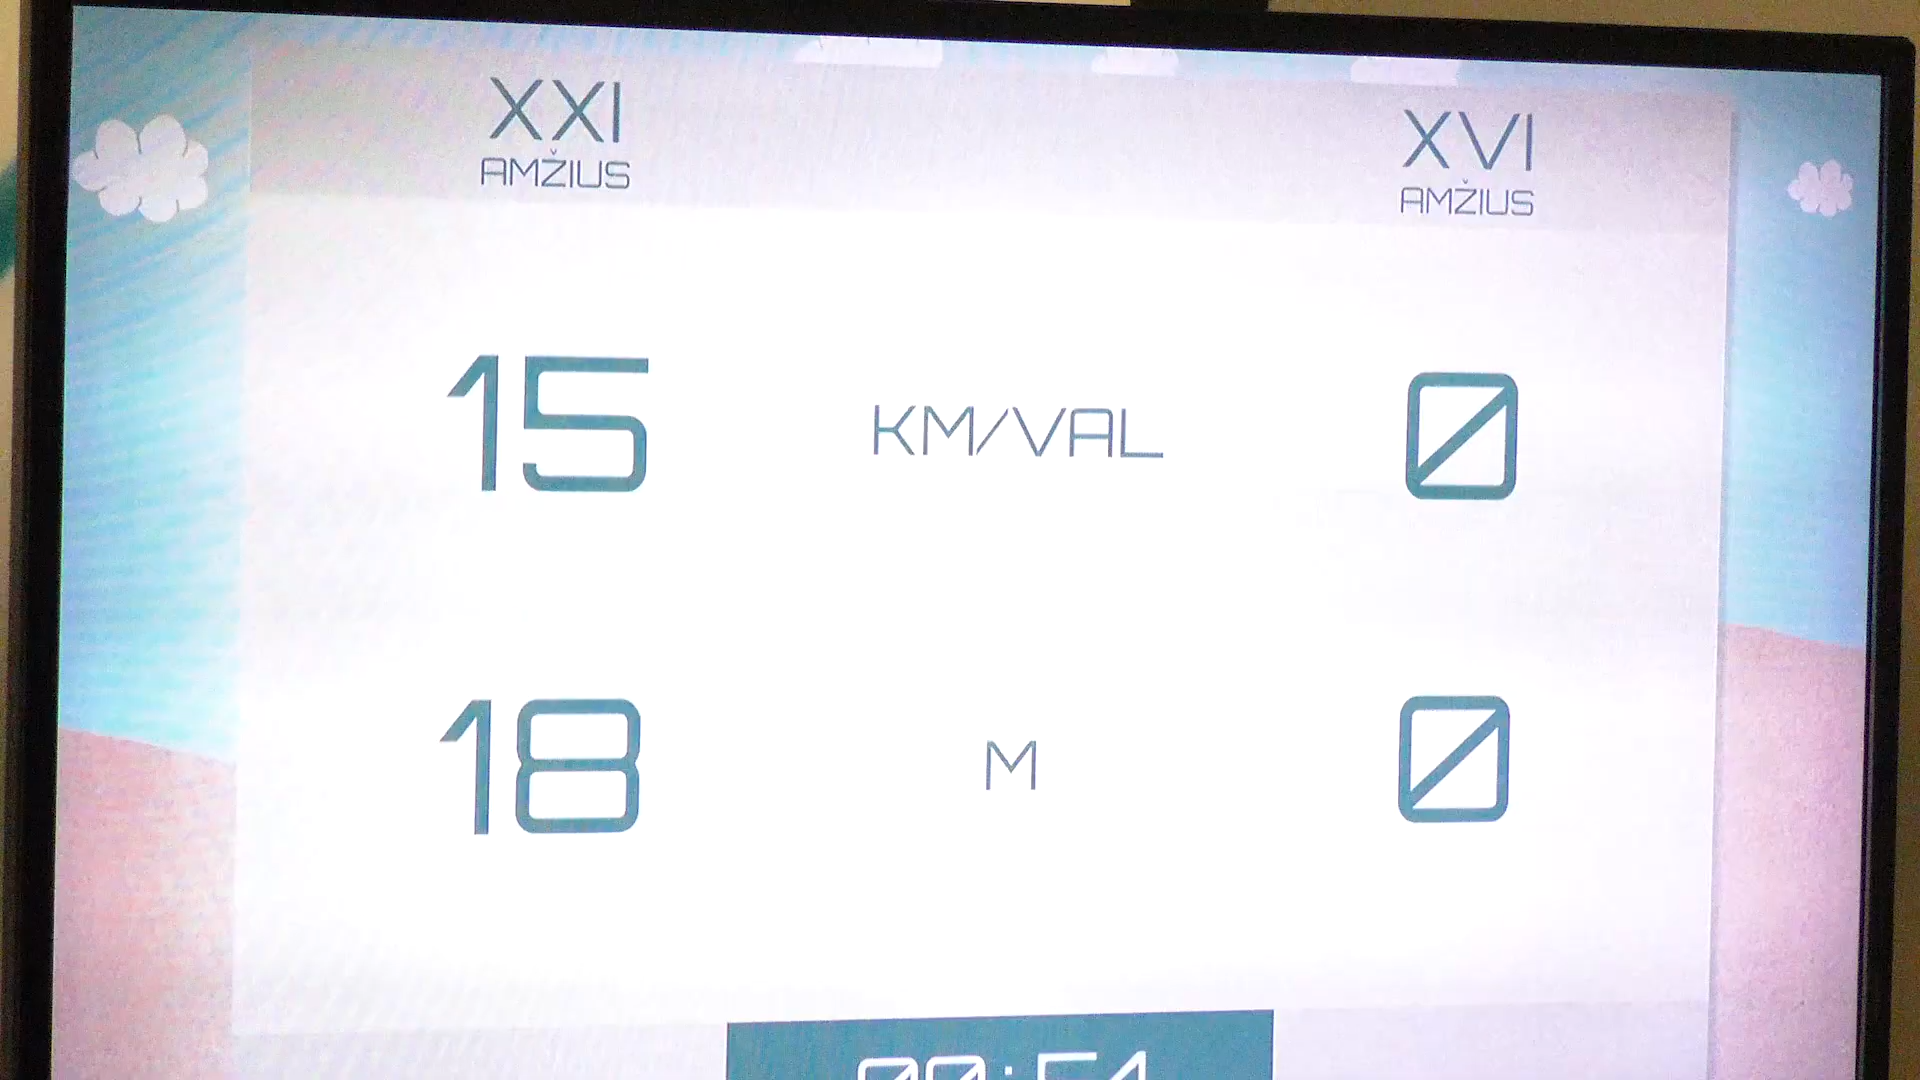 XXI
AMŽIUS
XVI
AMŽIUS
15 KM/VAL 0
18 M 0